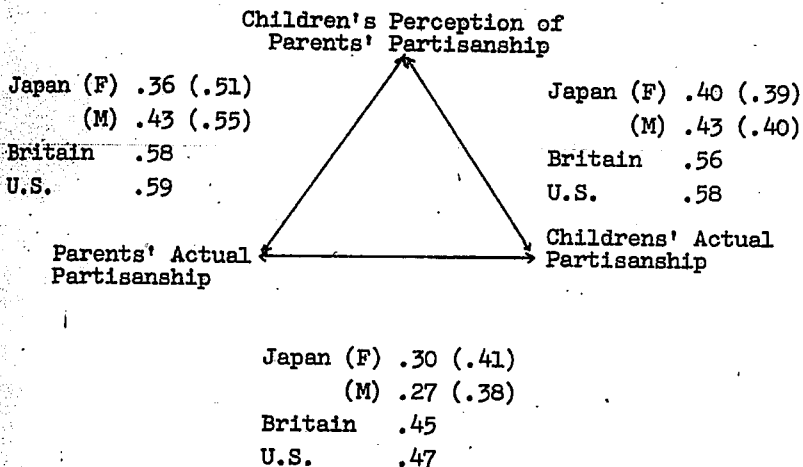 Children's Perception of
Parents' Partisanship
Japan (F) .36 (.51)
(M) .43 (.55)
Britain .58
U.S. .59
Japan (F) .40 (.39)
(M) .43 (.40)
Britain .56
U.S. .58
Parents' Actual
Partisanship
Childrens' Actual
Partisanship
Japan (F) .30 (.41)
(M) .27 (.38)
Britain .45
U.S. .47